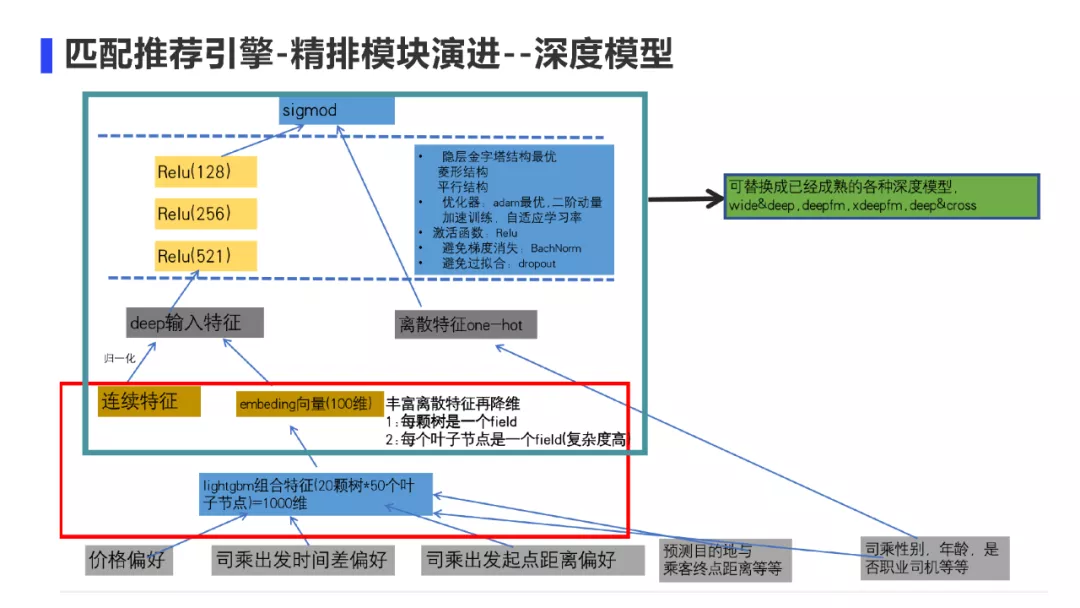 匹配推荐引擎-精排模块演进--深度模型
sigmod
Relu(128)
Relu(256)
Relu(521)
• 隐层金字塔结构最优
菱形结构
平行结构
• 优化器：adam最优,二阶动量
加速训练，自适应学习率
• 激活函数：Relu
• 避免梯度消失：BachNorm
• 避免过拟合：dropout
可替换成已经成熟的各种深度模型，
wide&deep,deepfm,xdeepfm,deep&cross
deep输入特征
离散特征one-hot
归一化
连续特征
embeding向量(100维)
丰富离散特征再降维
1：每颗树是一个field
2：每个叶子节点是一个field(复杂度高)
lightgbm组合特征(20颗树*50个叶
子节点)=1000维
价格偏好
司乘出发时间差偏好
司乘出发起点距离偏好
预测目的地与
乘客终点距离等等
司乘性别，年龄，是
否职业司机等等